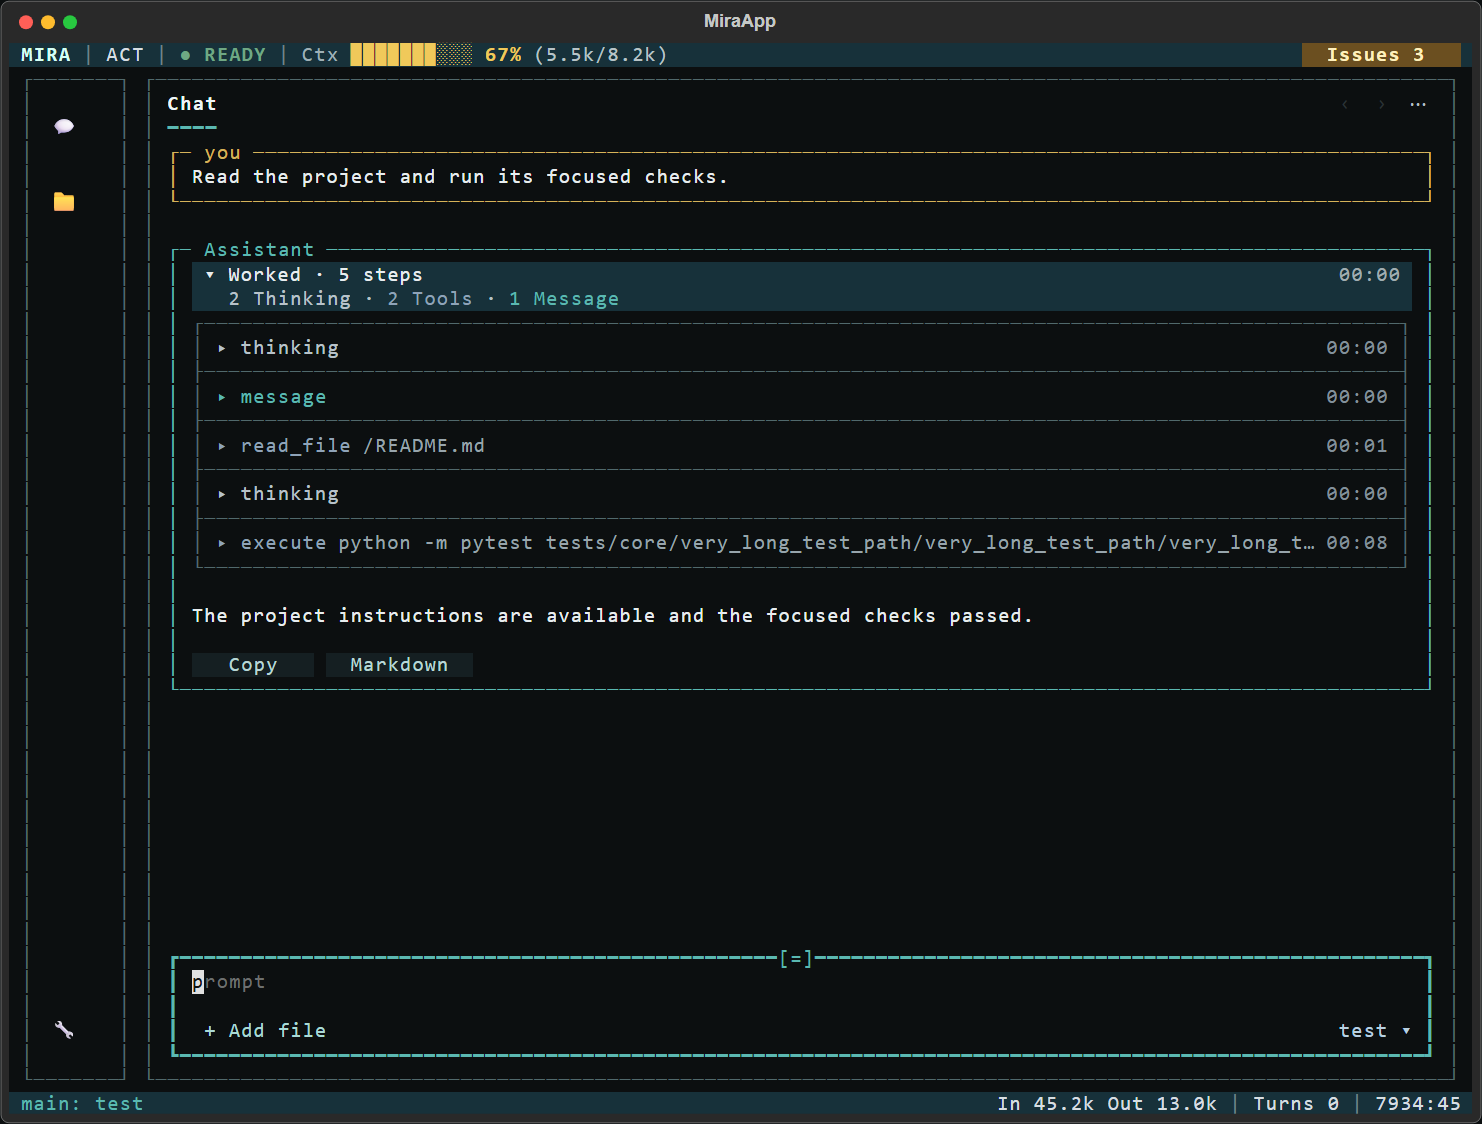 MiraApp
MIRA | ACT | ● READY | Ctx 67% (5.5k/8.2k) Issues 3
Chat ‹ › ⋯
you
Read the project and run its focused checks.
Assistant
▾ Worked · 5 steps 00:00
2 Thinking · 2 Tools · 1 Message
▸ thinking 00:00
▸ message 00:00
▸ read_file /README.md 00:01
▸ thinking 00:00
▸ execute python -m pytest tests/core/very_long_test_path/very_long_test_path/very_long_t… 00:08
The project instructions are available and the focused checks passed.
Copy Markdown
[=]
prompt
+ Add file test ▾
main: test In 45.2k Out 13.0k | Turns 0 | 7934:45